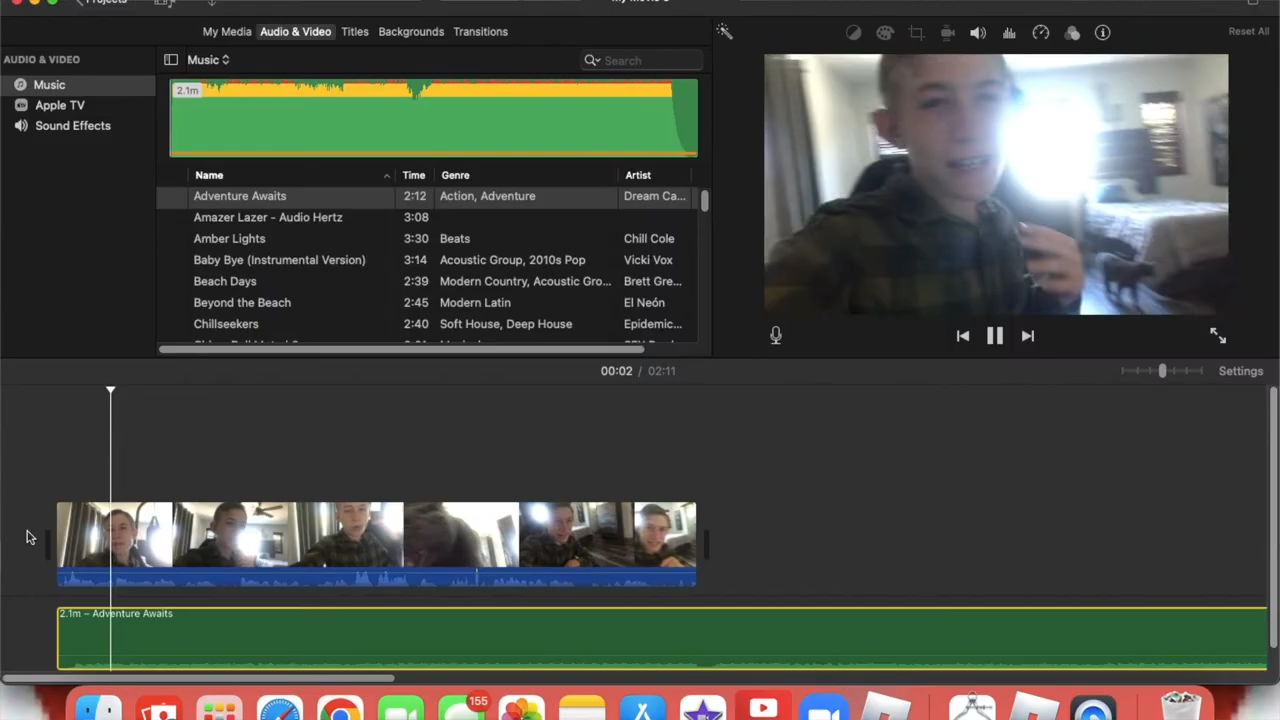 Projects
My Media Audio & Video Titles Backgrounds Transitions
Reset All
AUDIO & VIDEO
Music
Apple TV
Sound Effects
Music
Search
2.1m
Name Time Genre Artist
Adventure Awaits 2:12 Action, Adventure Dream Ca...
Amazer Lazer - Audio Hertz 3:08
Amber Lights 3:30 Beats Chill Cole
Baby Bye (Instrumental Version) 3:14 Acoustic Group, 2010s Pop Vicki Vox
Beach Days 2:39 Modern Country, Acoustic Gro... Brett Gre...
Beyond the Beach 2:45 Modern Latin El Neón
Chillseekers 2:40 Soft House, Deep House Epidemic...
00:02 / 02:11
Settings
2.1m – Adventure Awaits
155